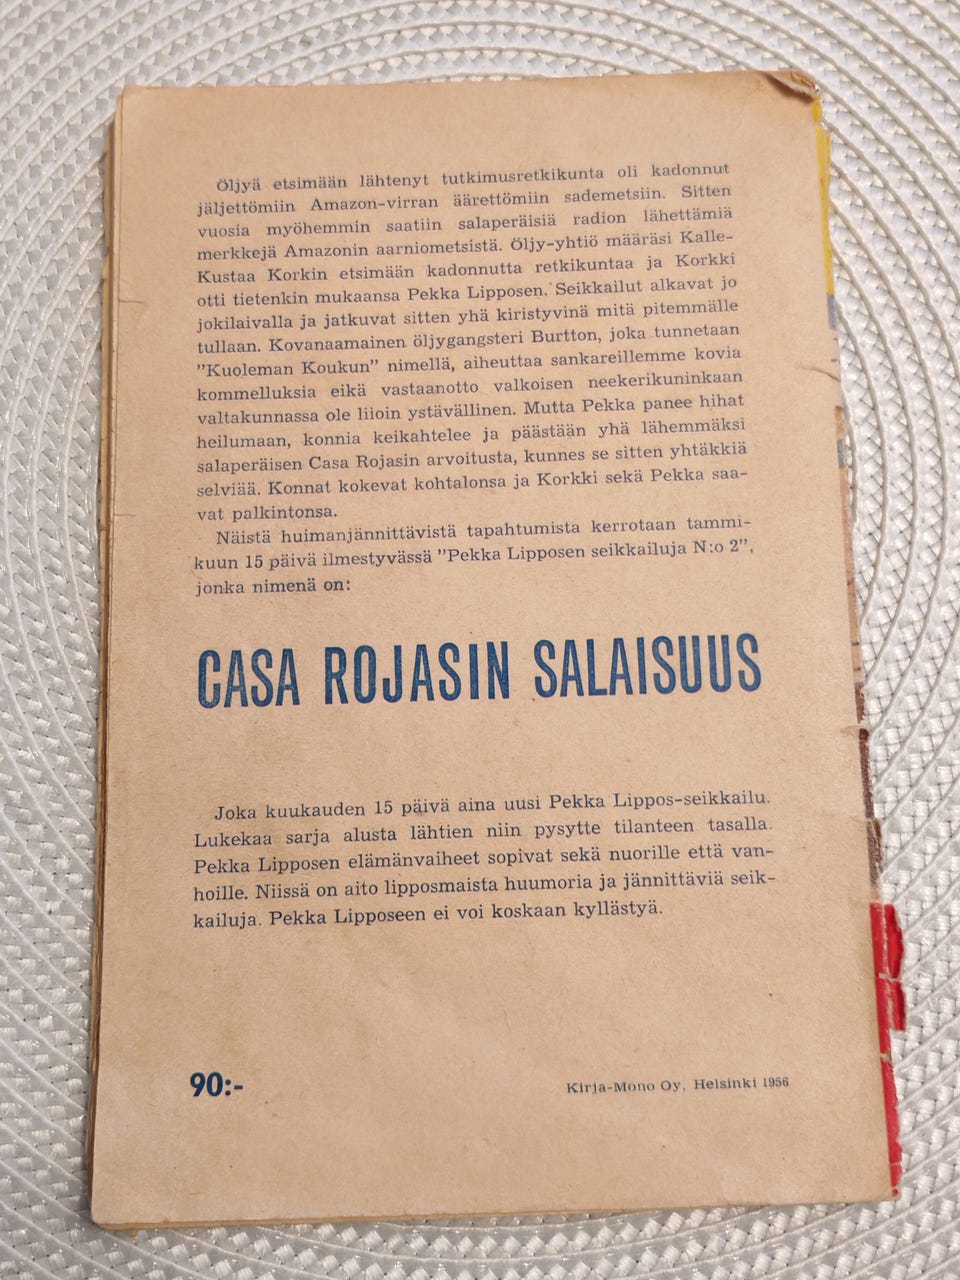 Öljyä etsimään lähtenyt tutkimusretkikunta oli kadonnut
jäljettömiin Amazon-virran äärettömiin sademetsiin. Sitten
vuosia myöhemmin saatiin salaperäisiä radion lähettämiä
merkkejä Amazonin aarniometsistä. Öljy-yhtiö määräsi Kalle-
Kustaa Korkin etsimään kadonnutta retkikuntaa ja Korkki
otti tietenkin mukaansa Pekka Lipposen. Seikkailut alkavat jo
jokilaivalla ja jatkuvat sitten yhä kiristyvinä mitä pitemmälle
tullaan. Kovanaamainen öljygangsteri Burtton, joka tunnetaan
”Kuoleman Koukun” nimellä, aiheuttaa sankareillemme kovia
kommelluksia eikä vastaanotto valkoisen neekerikuninkaan
valtakunnassa ole liioin ystävällinen. Mutta Pekka panee hihat
heilumaan, konnia keikahtelee ja päästään yhä lähemmäksi
salaperäisen Casa Rojasin arvoitusta, kunnes se sitten yhtäkkiä
selviää. Konnat kokevat kohtalonsa ja Korkki sekä Pekka saa-
vat palkintonsa.
Näistä huimanjännittävistä tapahtumista kerrotaan tammi-
kuun 15 päivä ilmestyvässä ”Pekka Lipposen seikkailuja N:o 2”,
jonka nimenä on:
CASA ROJASIN SALAISUUS
Joka kuukauden 15 päivä aina uusi Pekka Lippos-seikkailu.
Lukekaa sarja alusta lähtien niin pysytte tilanteen tasalla.
Pekka Lipposen elämänvaiheet sopivat sekä nuorille että van-
hoille. Niissä on aito lipposmaista huumoria ja jännittäviä seik-
kailuja. Pekka Lipposeen ei voi koskaan kyllästyä.
90:-
Kirja-Mono Oy, Helsinki 1956